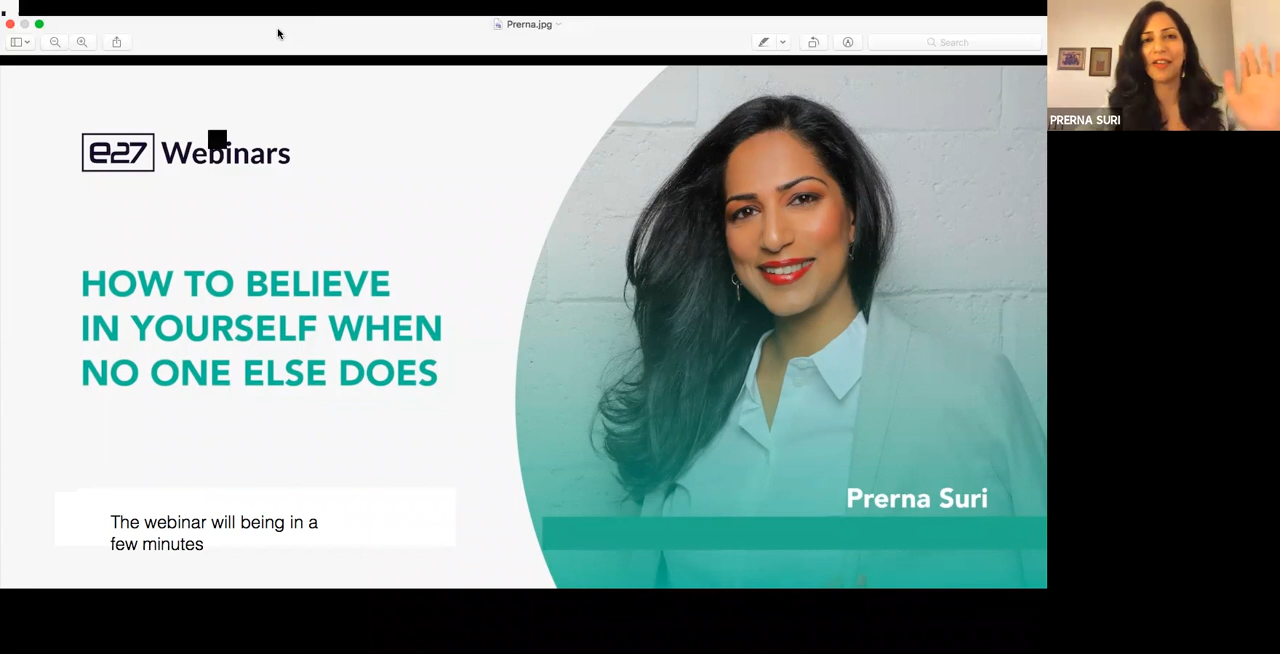 Prerna.jpg
Search
PRERNA SURI
e27 Webinars
HOW TO BELIEVE
IN YOURSELF WHEN
NO ONE ELSE DOES
Prerna Suri
The webinar will being in a
few minutes